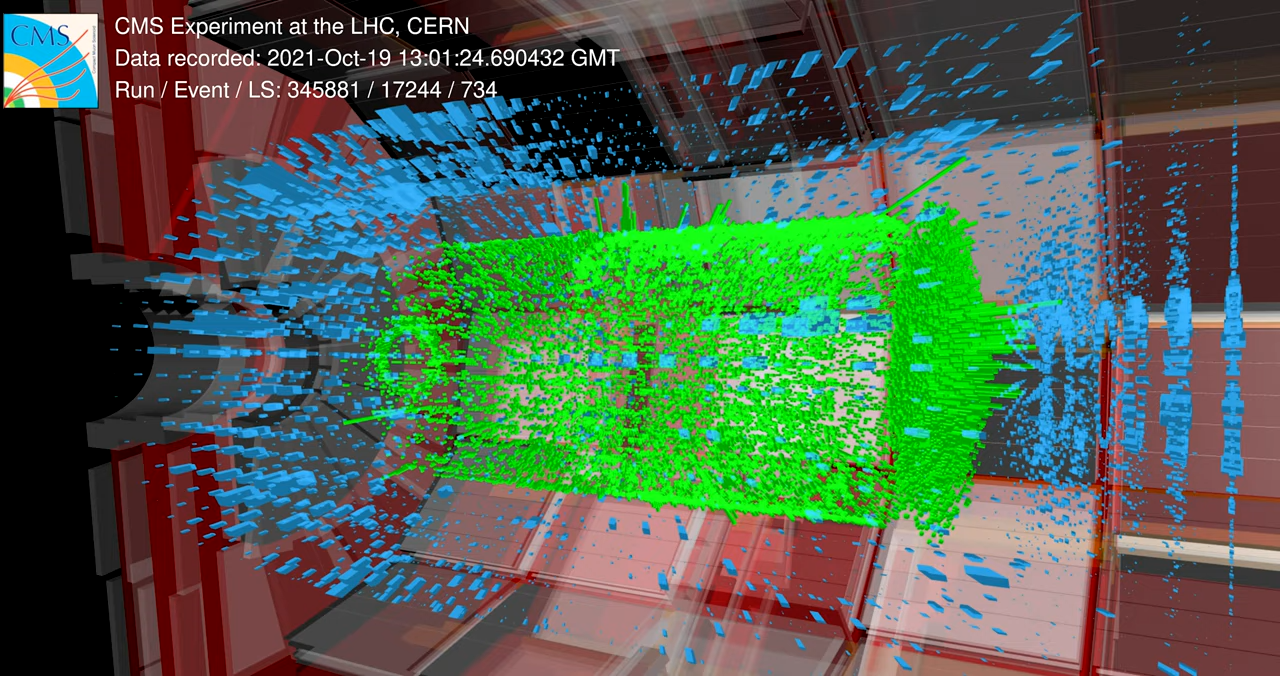 CMS
CMS Experiment at the LHC, CERN
Data recorded: 2021-Oct-19 13:01:24.690432 GMT
Run / Event / LS: 345881 / 17244 / 734